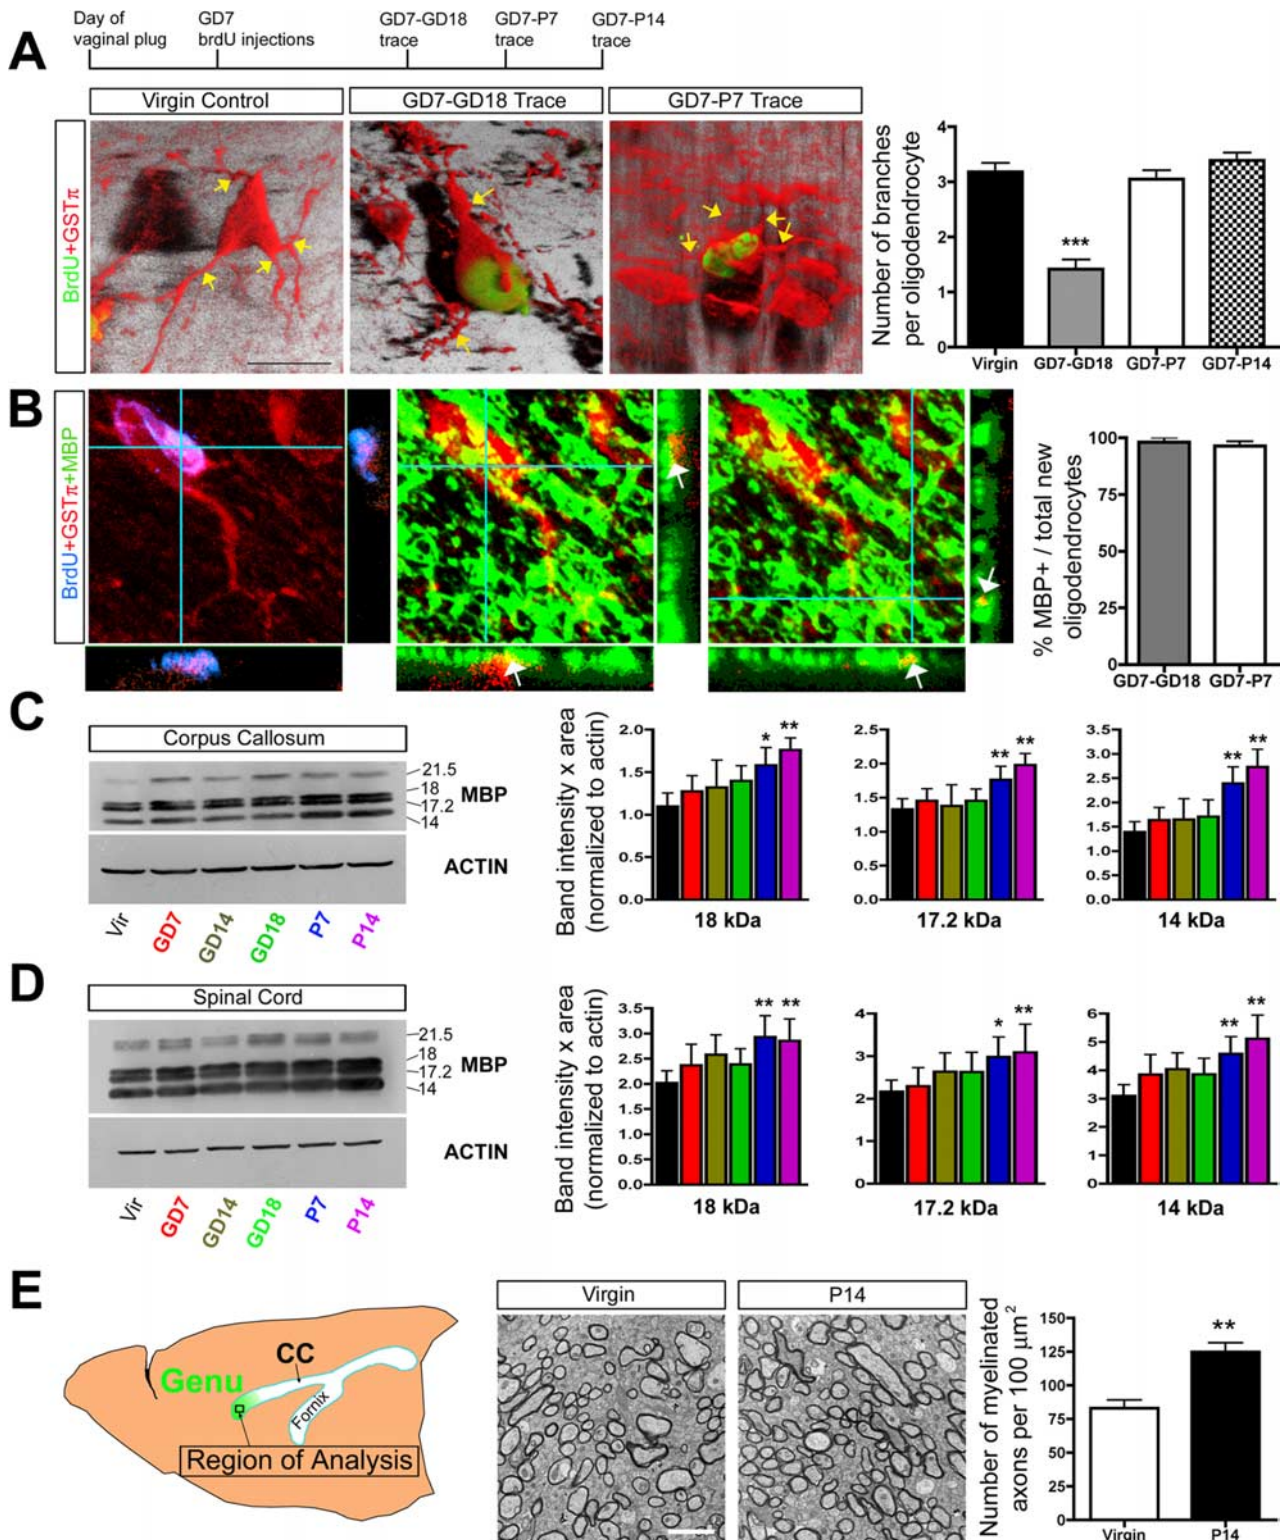 A
Day of
vaginal plug
GD7
brdU injections
GD7-GD18
trace
GD7-P7
trace
GD7-P14
trace
Virgin Control
GD7-GD18 Trace
GD7-P7 Trace
BrdU+GSTπ
Number of branches
per oligodendrocyte
4
3
2
1
0
***
Virgin
GD7-GD18
GD7-P7
GD7-P14
B
BrdU+GSTπ+MBP
% MBP+ / total new
oligodendrocytes
100
75
50
25
0
GD7-GD18
GD7-P7
C
Corpus Callosum
21.5
18
17.2
14
MBP
ACTIN
Vir
GD7
GD14
GD18
P7
P14
Band intensity x area
(normalized to actin)
2.0
1.5
1.0
0.5
0.0
* **
18 kDa
2.5
2.0
1.5
1.0
0.5
0.0
** **
17.2 kDa
3.5
3.0
2.5
2.0
1.5
1.0
0.5
0.0
** **
14 kDa
D
Spinal Cord
21.5
18
17.2
14
MBP
ACTIN
Vir
GD7
GD14
GD18
P7
P14
Band intensity x area
(normalized to actin)
3.5
3.0
2.5
2.0
1.5
1.0
0.5
0.0
** **
18 kDa
4
3
2
1
0
* **
17.2 kDa
6
5
4
3
2
1
0
** **
14 kDa
E
Genu
CC
Fornix
Region of Analysis
Virgin
P14
Number of myelinated
axons per 100 µm²
150
125
100
75
50
25
0
**
Virgin
P14